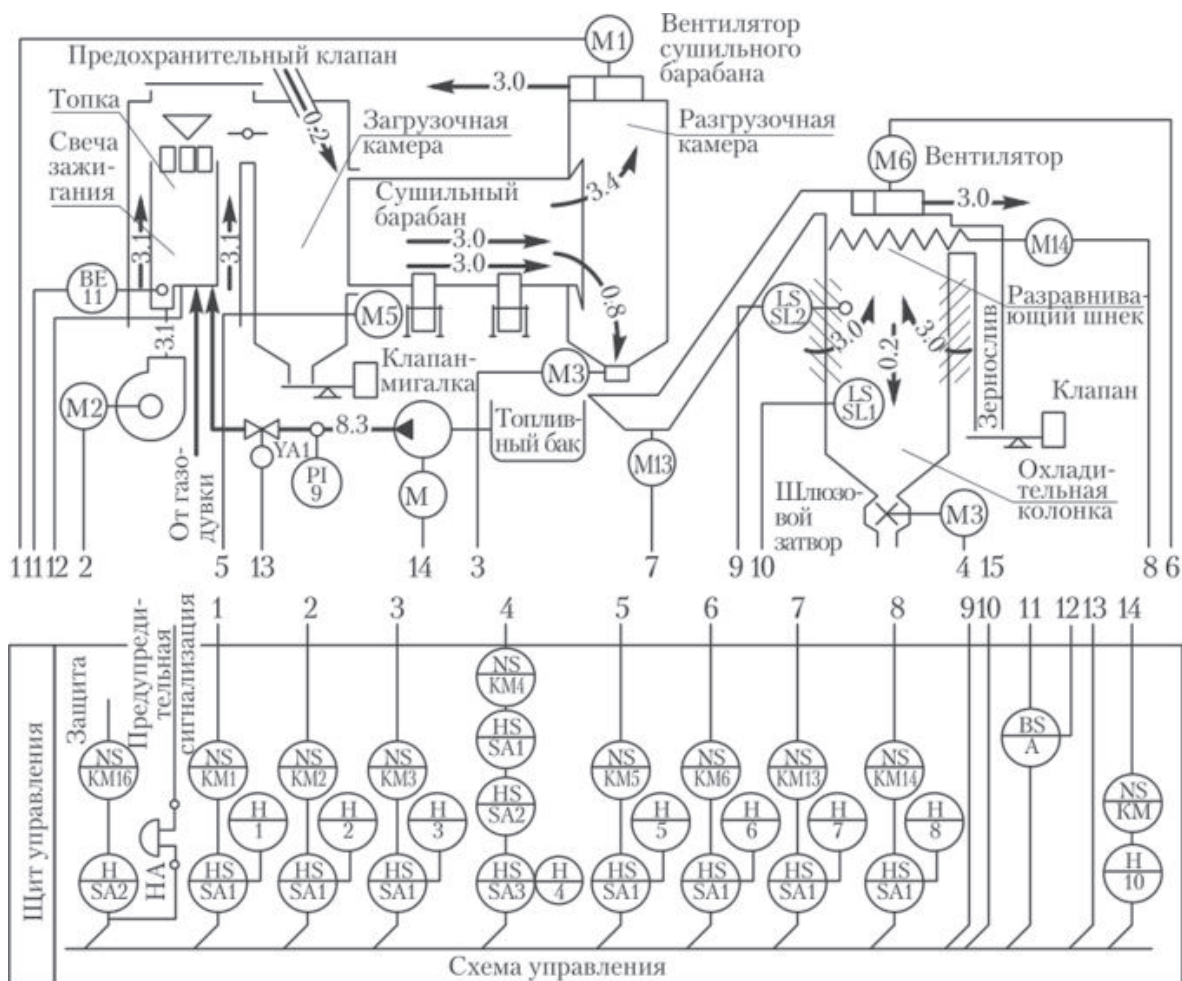 Предохранительный клапан
Топка
Свеча
зажи-
гания
M1
Вентилятор
сушильного
барабана
3.0
0.2
Загрузочная
камера
Разгрузочная
камера
M6
Вентилятор
3.0
Сушильный
барабан
3.4
3.0
3.0
3.1
3.1
BE
11
M14
Разравнива-
ющий шнек
LS
SL2
3.0
0.2
3.0
0.8
M5
3.1
M2
Клапан-
мигалка
M3
LS
SL1
Зернослив
Клапан
8.3
YA1
PI
9
M
Топлив-
ный бак
M13
Охлади-
тельная
колонка
Шлюзо-
вой
затвор
M3
От газо-
дувки
1 11 12 2 5 13 14 3 7 9 10 4 15 8 6
1 2 3 4 5 6 7 8 9 10 11 12 13 14
Щит управления
Защита
Предупреди-
тельная
сигнализация
NS
KM16
H
SA2
HA
NS
KM1
H
1
HS
SA1
NS
KM2
H
2
HS
SA1
NS
KM3
H
3
HS
SA1
NS
KM4
HS
SA1
HS
SA2
HS
SA3
H
4
NS
KM5
H
5
HS
SA1
NS
KM6
H
6
HS
SA1
NS
KM13
H
7
HS
SA1
NS
KM14
H
8
HS
SA1
BS
A
NS
KM
H
10
Схема управления